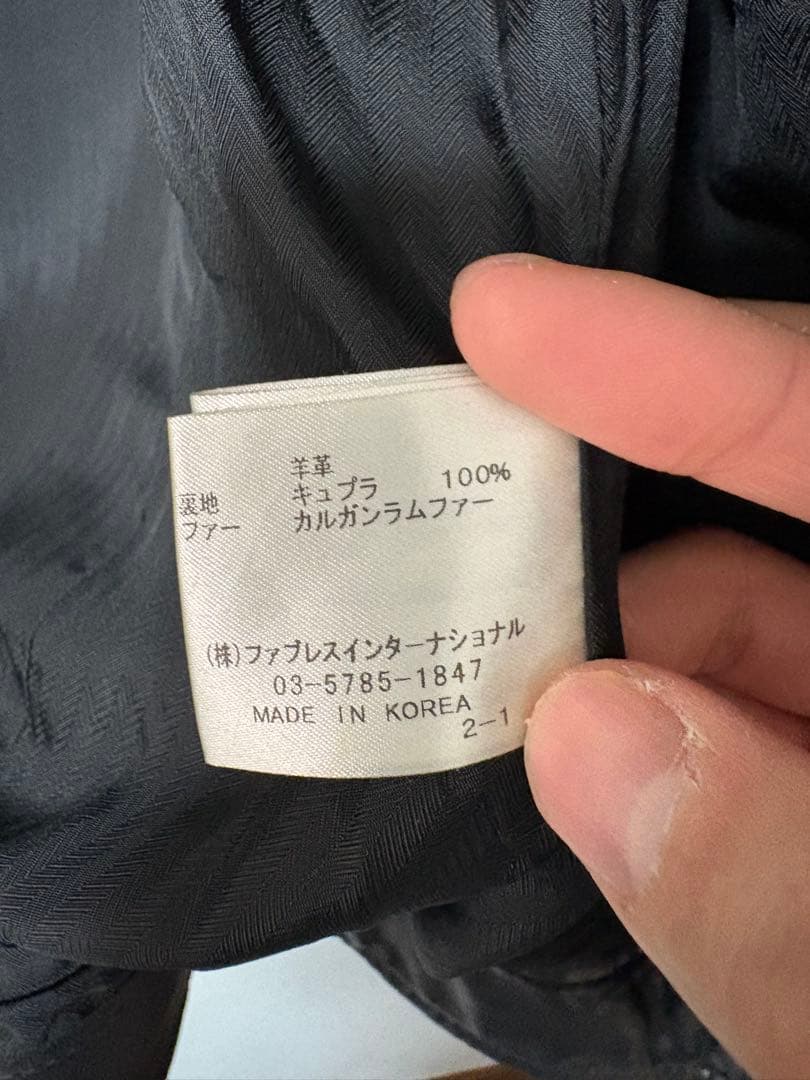 羊革
裏地 キュプラ 100%
ファー カルガンラムファー
(株)ファブレスインターナショナル
03-5785-1847
MADE IN KOREA
2-1